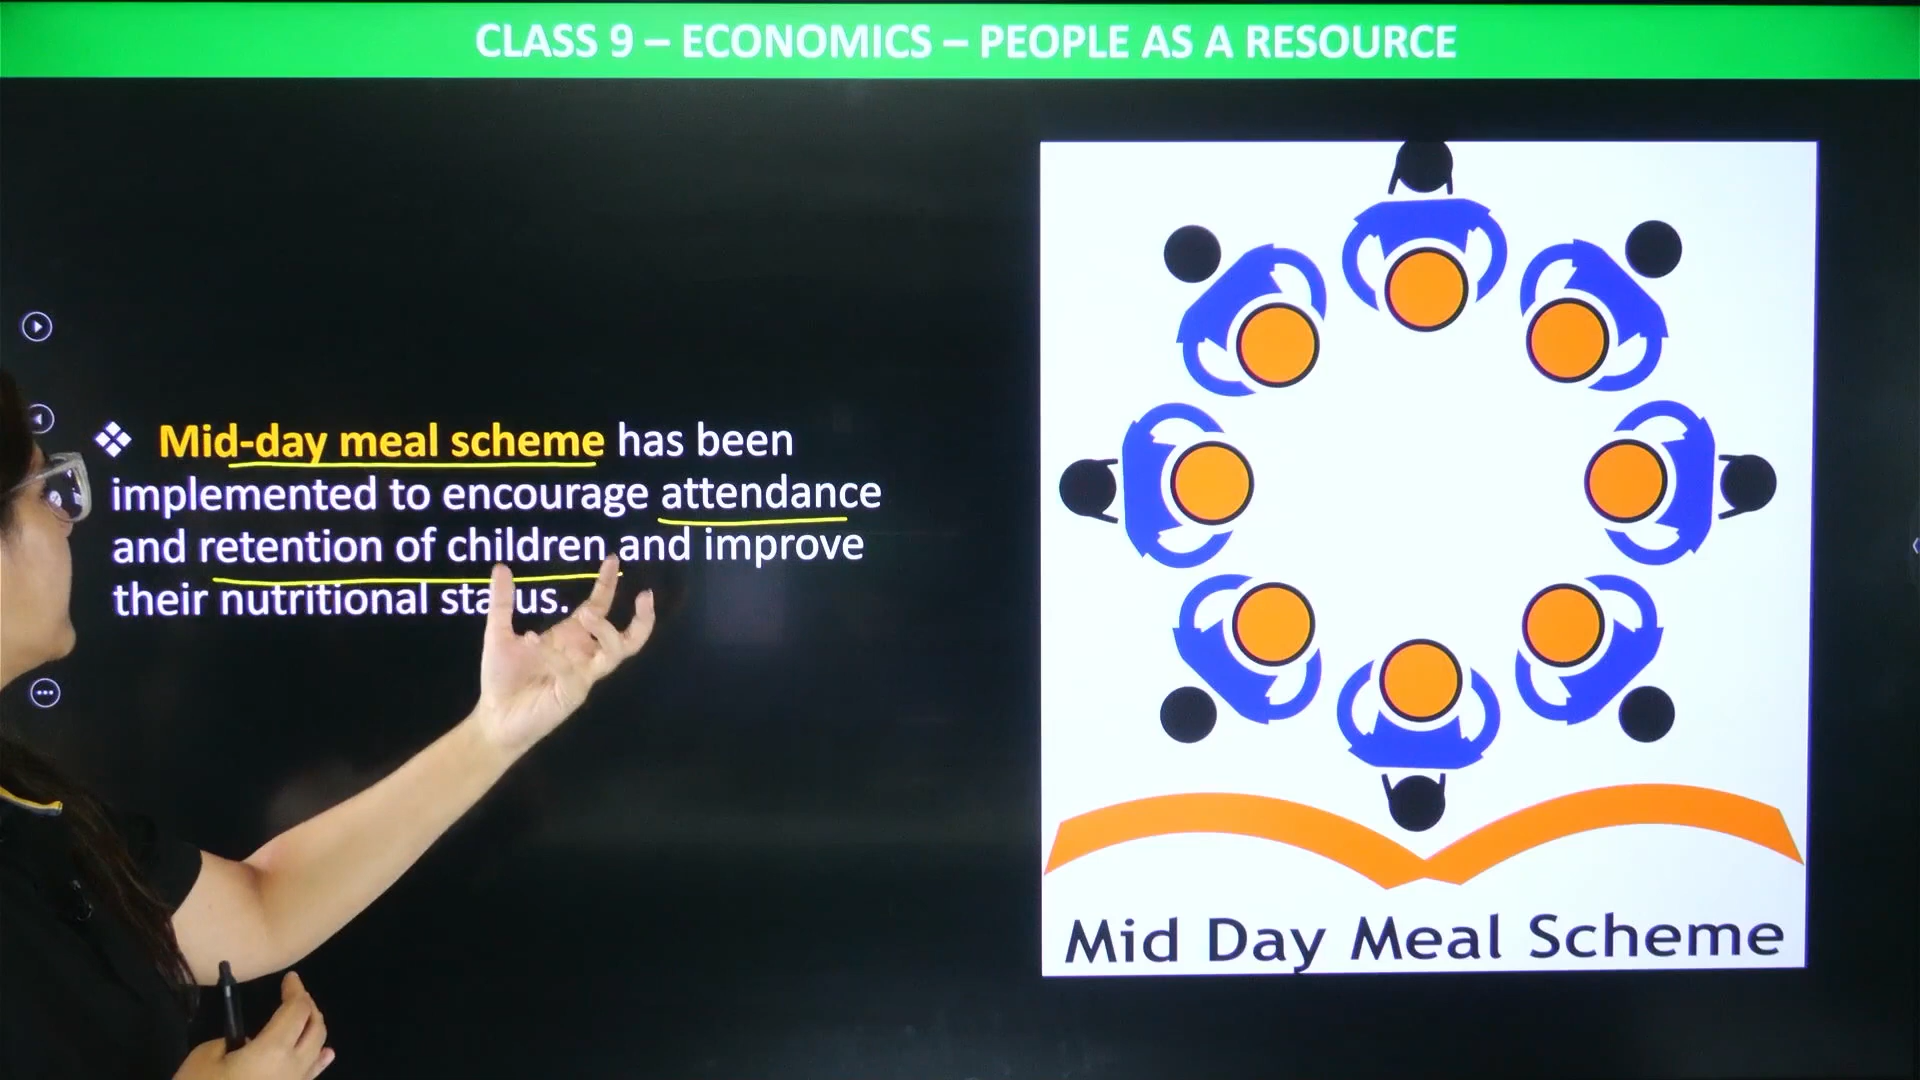 CLASS 9 – ECONOMICS – PEOPLE AS A RESOURCE
❖ Mid-day meal scheme has been
implemented to encourage attendance
and retention of children and improve
their nutritional status.
Mid Day Meal Scheme